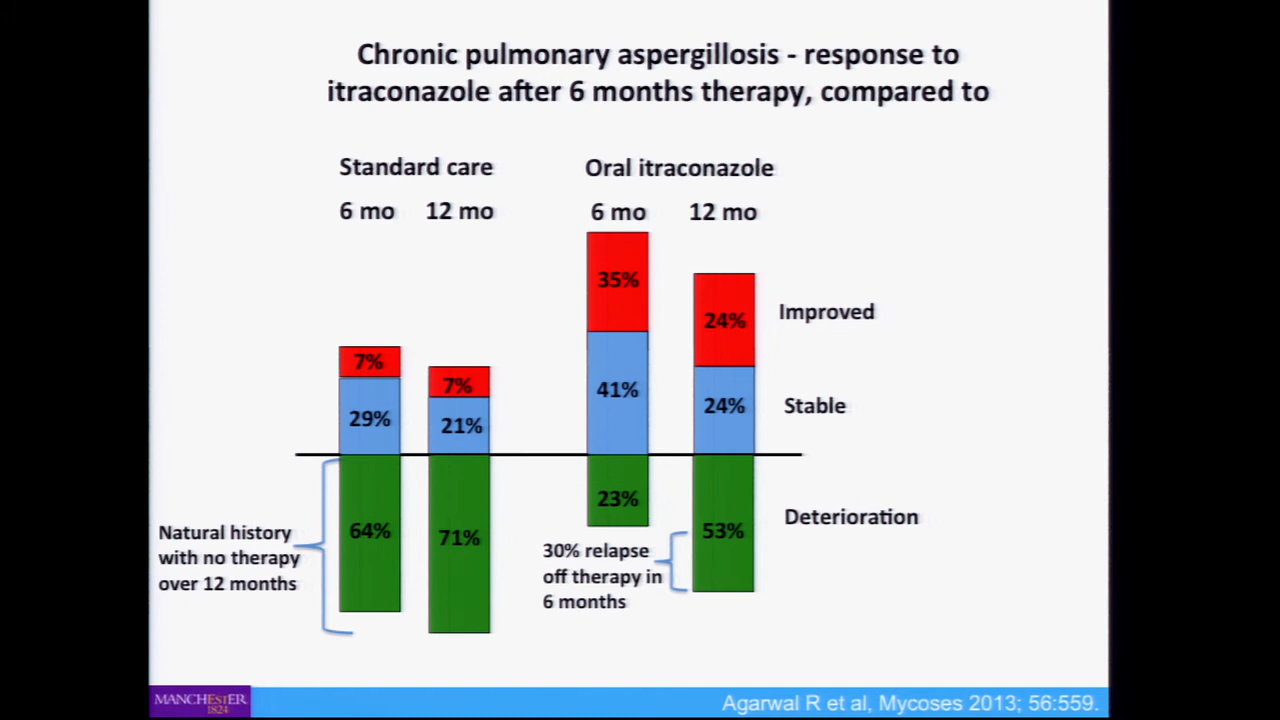 Chronic pulmonary aspergillosis - response to
itraconazole after 6 months therapy, compared to
Standard care
Oral itraconazole
6 mo
12 mo
6 mo
12 mo
35%
Improved
24%
7%
7%
41%
24%
Stable
29%
21%
23%
Deterioration
64%
71%
53%
Natural history
with no therapy
over 12 months
30% relapse
off therapy in
6 months
MANCHESTER
1824
Agarwal R et al, Mycoses 2013; 56:559.